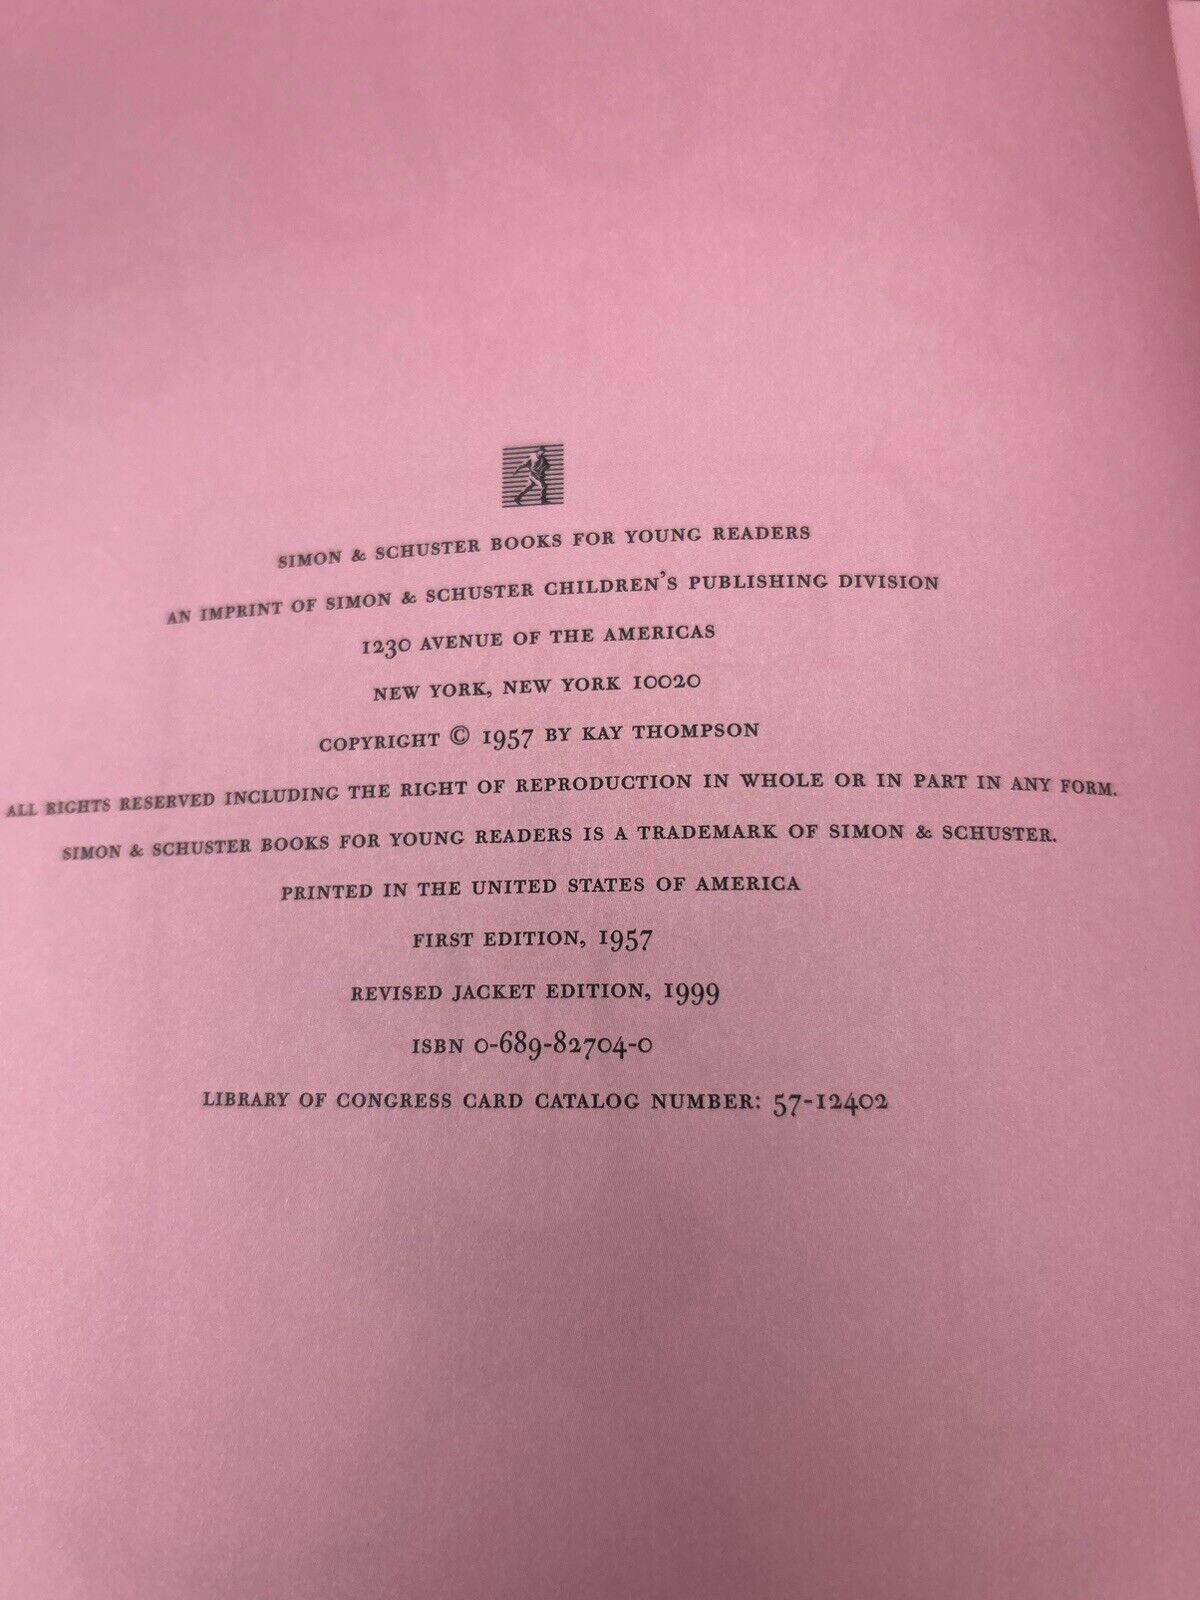 SIMON & SCHUSTER BOOKS FOR YOUNG READERS
AN IMPRINT OF SIMON & SCHUSTER CHILDREN'S PUBLISHING DIVISION
1230 AVENUE OF THE AMERICAS
NEW YORK, NEW YORK 10020
COPYRIGHT © 1957 BY KAY THOMPSON
ALL RIGHTS RESERVED INCLUDING THE RIGHT OF REPRODUCTION IN WHOLE OR IN PART IN ANY FORM.
SIMON & SCHUSTER BOOKS FOR YOUNG READERS IS A TRADEMARK OF SIMON & SCHUSTER.
PRINTED IN THE UNITED STATES OF AMERICA
FIRST EDITION, 1957
REVISED JACKET EDITION, 1999
ISBN 0-689-82704-0
LIBRARY OF CONGRESS CARD CATALOG NUMBER: 57-12402